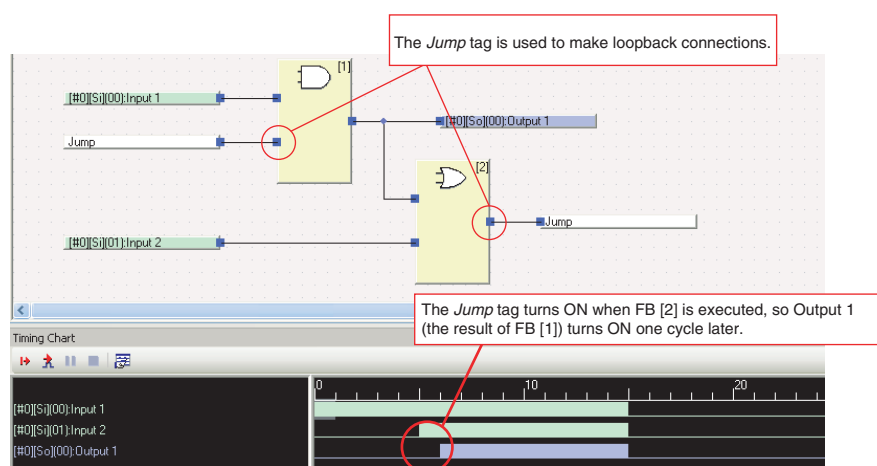 The Jump tag is used to make loopback connections.
[1]
[#0][Si](00):Input 1
[#0][So](00):Output 1
Jump
[2]
Jump
[#0][Si](01):Input 2
The Jump tag turns ON when FB [2] is executed, so Output 1
(the result of FB [1]) turns ON one cycle later.
Timing Chart
0 10 20
[#0][Si](00):Input 1
[#0][Si](01):Input 2
[#0][So](00):Output 1